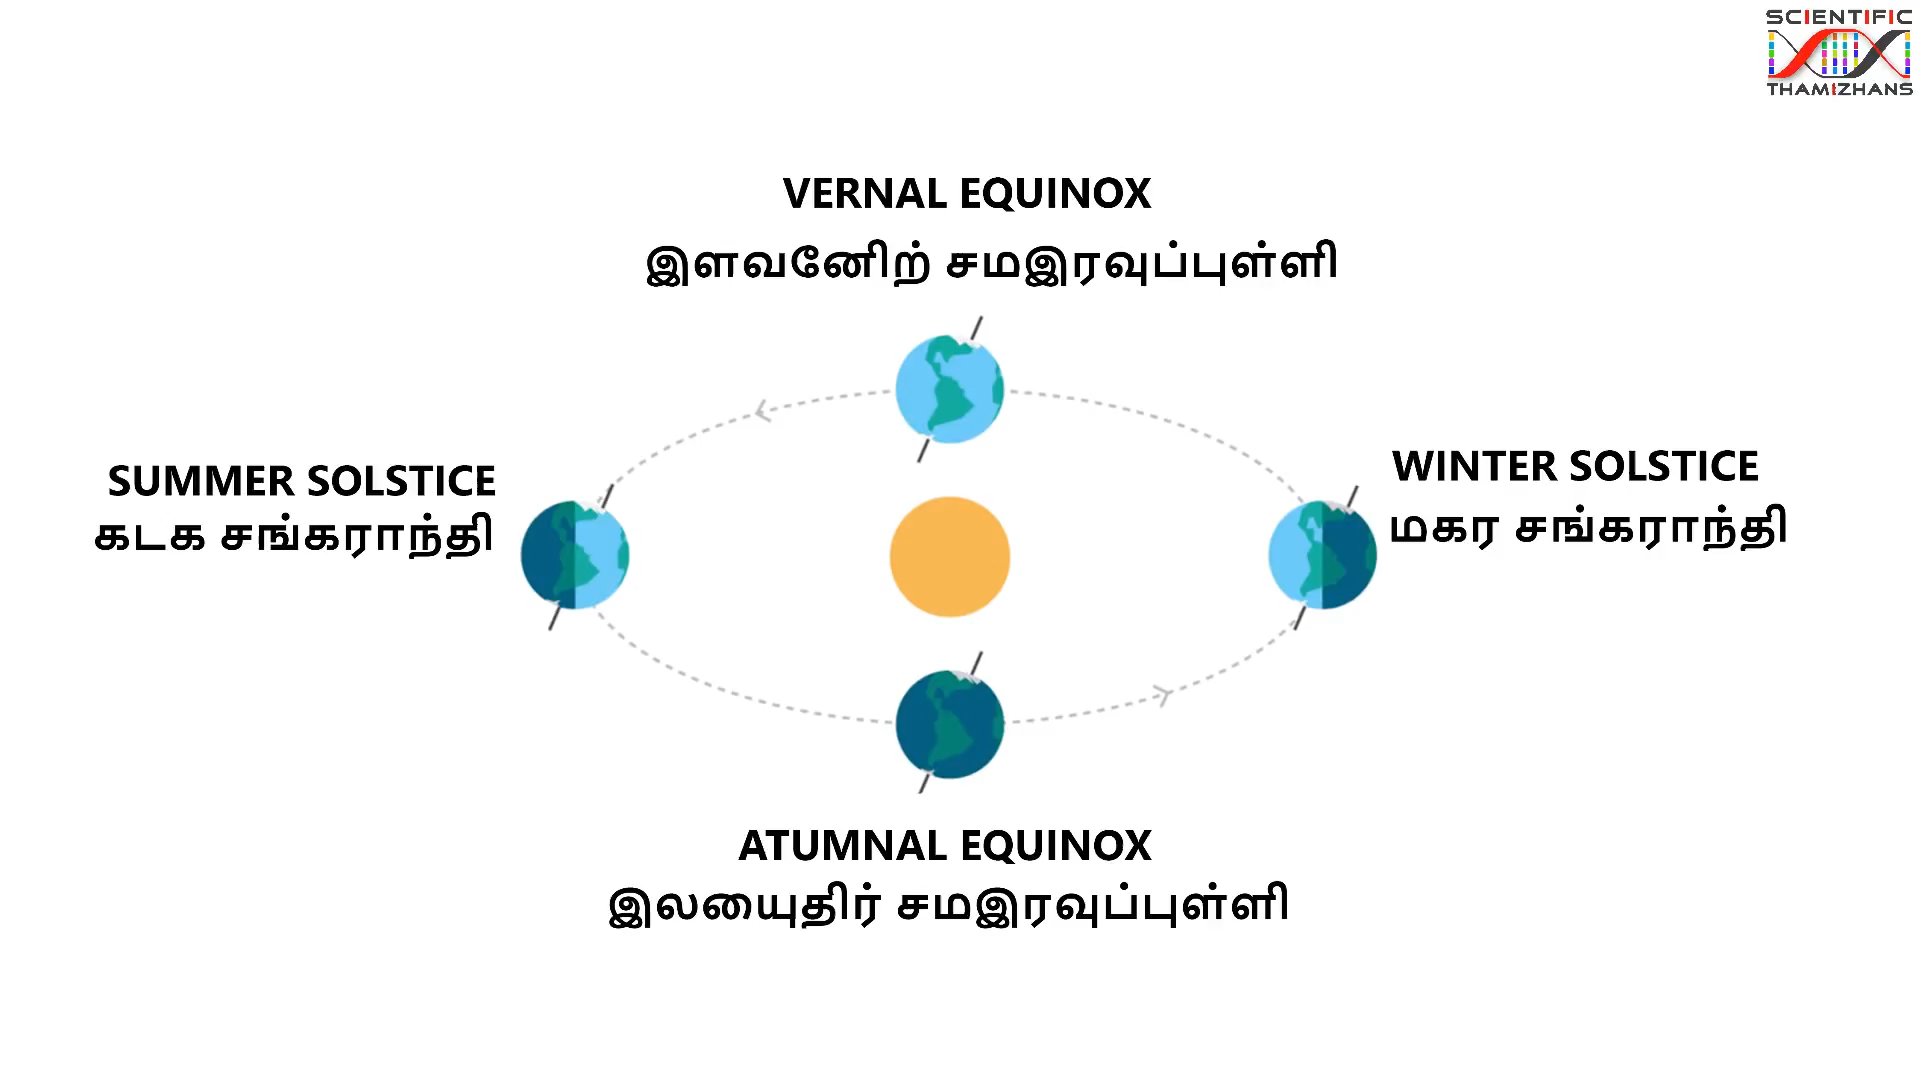 SCIENTIFIC
THAMIZHANS
VERNAL EQUINOX
இளவனேிற் சமஇரவுப்புள்ளி
SUMMER SOLSTICE
கடக சங்கராந்தி
WINTER SOLSTICE
மகர சங்கராந்தி
ATUMNAL EQUINOX
இலையுதிர் சமஇரவுப்புள்ளி